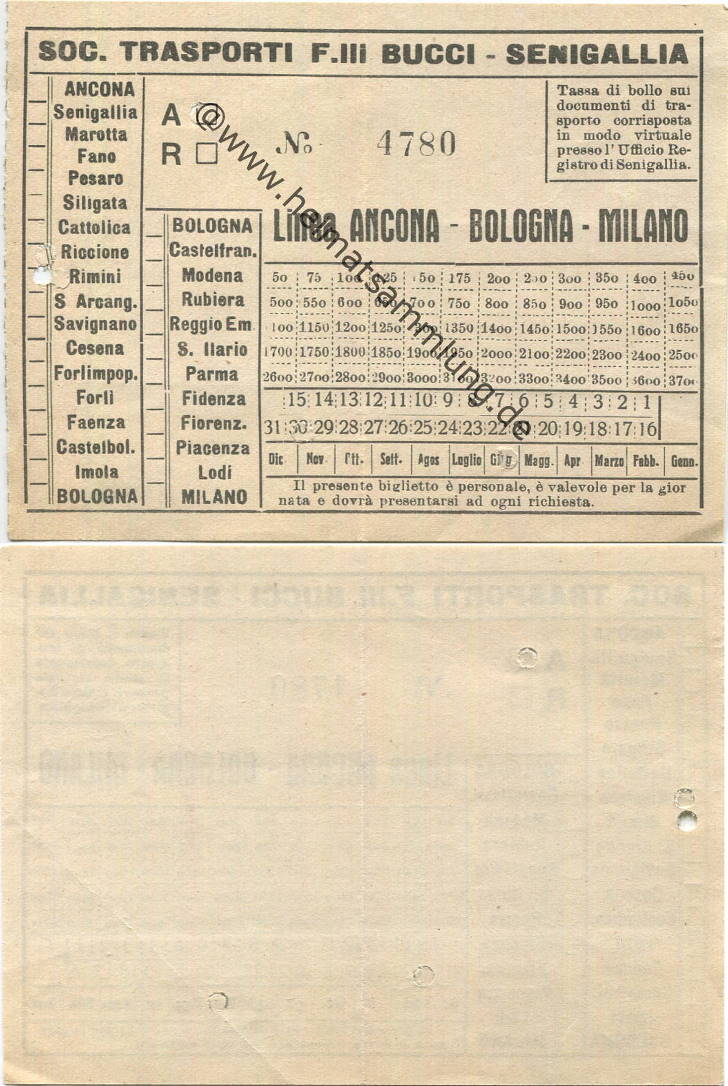 SOC. TRASPORTI F.lli BUCCI - SENIGALLIA
ANCONA
Senigallia
Marotta
Fano
Pesaro
Siligata
Cattolica
Riccione
Rimini
S Arcang.
Savignano
Cesena
Forlimpop.
Forlì
Faenza
Castelbol.
Imola
BOLOGNA
A
R
№ 4780
Tassa di bollo sui
documenti di tra-
sporto corrisposta
in modo virtuale
presso l' Ufficio Re-
gistro di Senigallia.
BOLOGNA
Castelfran.
Modena
Rubiera
Reggio Em
S. Ilario
Parma
Fidenza
Fiorenz.
Piacenza
Lodi
MILANO
Linea ANCONA - BOLOGNA - MILANO
50 75 100 125 150 175 200 250 300 350 400 450
500 550 600 650 700 750 800 850 900 950 1000 1050
1100 1150 1200 1250 1300 1350 1400 1450 1500 1550 1600 1650
1700 1750 1800 1850 1900 1950 2000 2100 2200 2300 2400 2500
2600 2700 2800 2900 3000 3100 3200 3300 3400 3500 3600 3700
15 14 13 12 11 10 9 8 7 6 5 4 3 2 1
31 30 29 28 27 26 25 24 23 22 21 20 19 18 17 16
Dic Nov Ott. Sett. Agos Luglio Giug Magg. Apr Marzo Febb. Genn.
Il presente biglietto è personale, è valevole per la gior
nata e dovrà presentarsi ad ogni richiesta.
@www.heimatsammlung.de